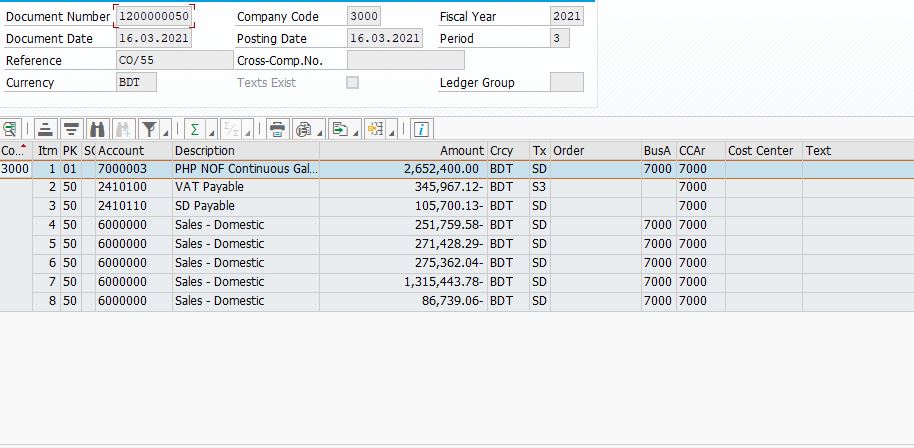 Document Number 1200000050 Company Code 3000 Fiscal Year 2021
Document Date 16.03.2021 Posting Date 16.03.2021 Period 3
Reference CO/55 Cross-Comp.No.
Currency BDT Texts Exist Ledger Group
Co... Itm PK SG Account Description Amount Crcy Tx Order BusA CCAr Cost Center Text
3000 1 01 7000003 PHP NOF Continuous Gal... 2,652,400.00 BDT SD 7000 7000
2 50 2410100 VAT Payable 345,967.12- BDT S3 7000
3 50 2410110 SD Payable 105,700.13- BDT SD 7000
4 50 6000000 Sales - Domestic 251,759.58- BDT SD 7000 7000
5 50 6000000 Sales - Domestic 271,428.29- BDT SD 7000 7000
6 50 6000000 Sales - Domestic 275,362.04- BDT SD 7000 7000
7 50 6000000 Sales - Domestic 1,315,443.78- BDT SD 7000 7000
8 50 6000000 Sales - Domestic 86,739.06- BDT SD 7000 7000